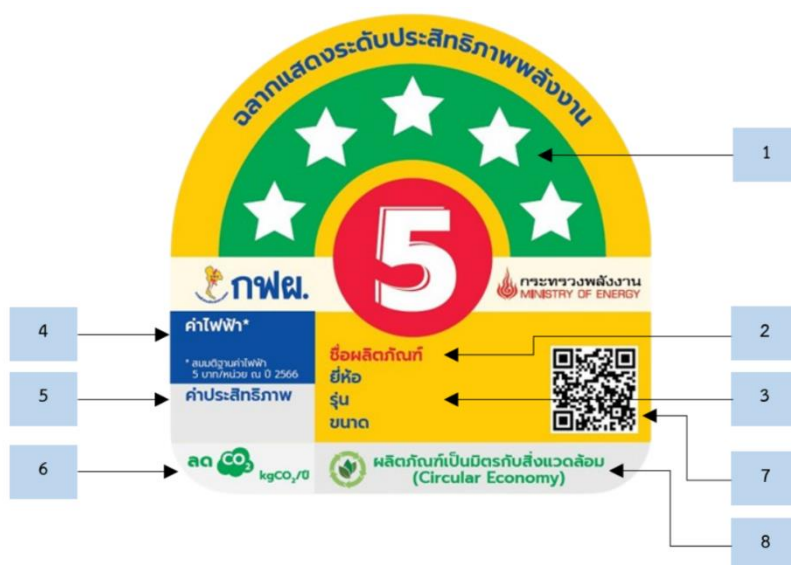 ฉลากแสดงระดับประสิทธิภาพพลังงาน
1
5
กฟผ.
กระทรวงพลังงาน
MINISTRY OF ENERGY
4
ค่าไฟฟ้า*
* สมมติฐานค่าไฟฟ้า
5 บาท/หน่วย ณ ปี 2566
ชื่อผลิตภัณฑ์
2
5
ค่าประสิทธิภาพ
ยี่ห้อ
รุ่น
ขนาด
3
6
ลด CO2
kgCO2/ปี
ผลิตภัณฑ์เป็นมิตรกับสิ่งแวดล้อม
(Circular Economy)
7
8